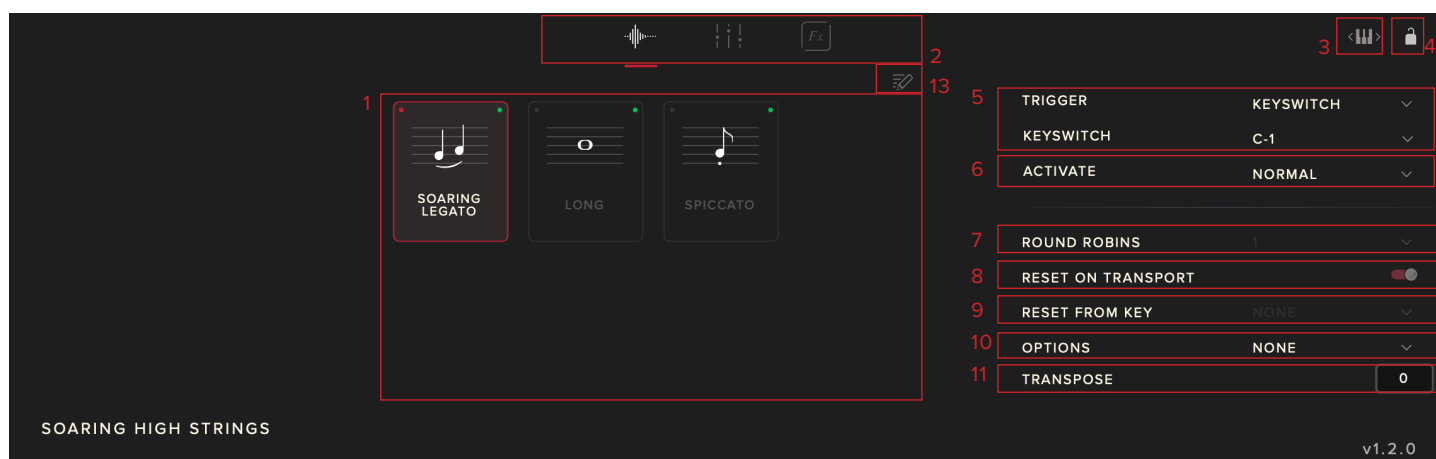 Fx
2
3
4
13
1
5
TRIGGER KEYSWITCH
KEYSWITCH C-1
6
ACTIVATE NORMAL
SOARING
LEGATO
LONG
SPICCATO
7
ROUND ROBINS 1
8
RESET ON TRANSPORT
9
RESET FROM KEY NONE
10
OPTIONS NONE
11
TRANSPOSE 0
SOARING HIGH STRINGS
v1.2.0